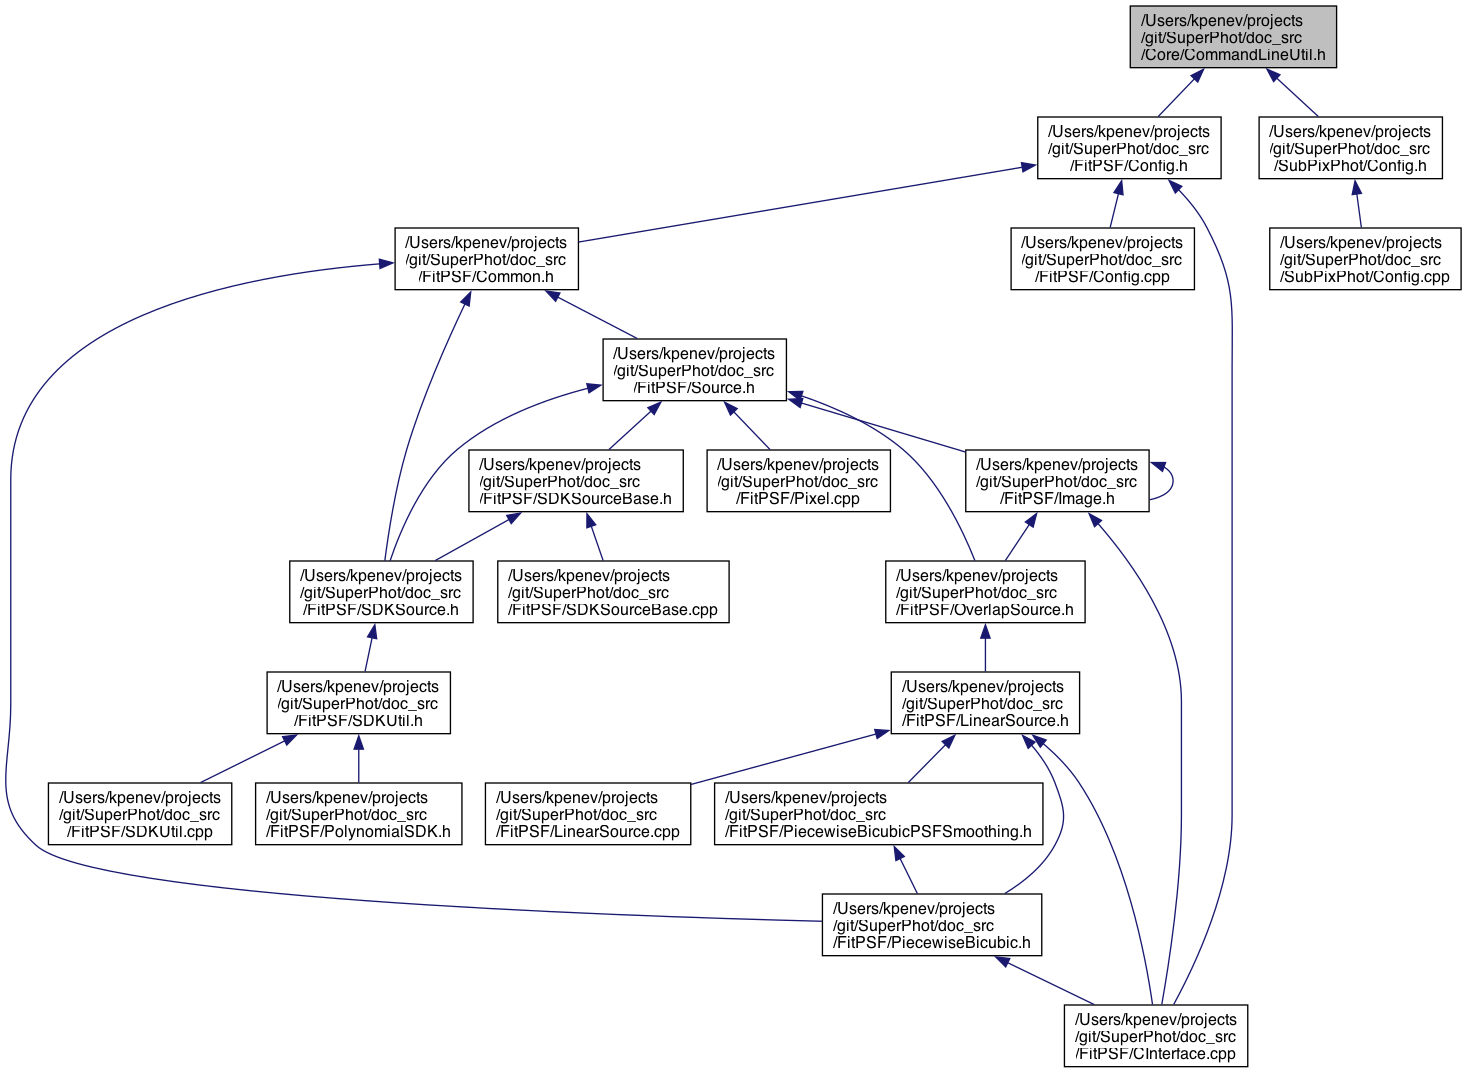 /Users/kpenev/projects
/git/SuperPhot/doc_src
/Core/CommandLineUtil.h
/Users/kpenev/projects
/git/SuperPhot/doc_src
/FitPSF/Config.h
/Users/kpenev/projects
/git/SuperPhot/doc_src
/SubPixPhot/Config.h
/Users/kpenev/projects
/git/SuperPhot/doc_src
/FitPSF/Common.h
/Users/kpenev/projects
/git/SuperPhot/doc_src
/FitPSF/Config.cpp
/Users/kpenev/projects
/git/SuperPhot/doc_src
/SubPixPhot/Config.cpp
/Users/kpenev/projects
/git/SuperPhot/doc_src
/FitPSF/Source.h
/Users/kpenev/projects
/git/SuperPhot/doc_src
/FitPSF/SDKSourceBase.h
/Users/kpenev/projects
/git/SuperPhot/doc_src
/FitPSF/Pixel.cpp
/Users/kpenev/projects
/git/SuperPhot/doc_src
/FitPSF/Image.h
/Users/kpenev/projects
/git/SuperPhot/doc_src
/FitPSF/SDKSource.h
/Users/kpenev/projects
/git/SuperPhot/doc_src
/FitPSF/SDKSourceBase.cpp
/Users/kpenev/projects
/git/SuperPhot/doc_src
/FitPSF/OverlapSource.h
/Users/kpenev/projects
/git/SuperPhot/doc_src
/FitPSF/SDKUtil.h
/Users/kpenev/projects
/git/SuperPhot/doc_src
/FitPSF/LinearSource.h
/Users/kpenev/projects
/git/SuperPhot/doc_src
/FitPSF/SDKUtil.cpp
/Users/kpenev/projects
/git/SuperPhot/doc_src
/FitPSF/PolynomialSDK.h
/Users/kpenev/projects
/git/SuperPhot/doc_src
/FitPSF/LinearSource.cpp
/Users/kpenev/projects
/git/SuperPhot/doc_src
/FitPSF/PiecewiseBicubicPSFSmoothing.h
/Users/kpenev/projects
/git/SuperPhot/doc_src
/FitPSF/PiecewiseBicubic.h
/Users/kpenev/projects
/git/SuperPhot/doc_src
/FitPSF/CInterface.cpp